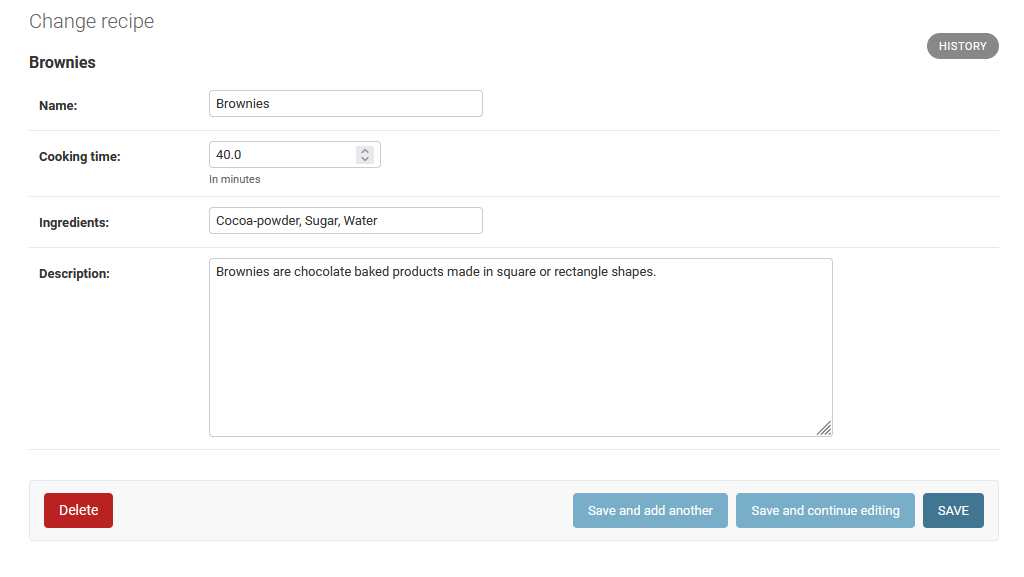 Change recipe
HISTORY
Brownies
Name: Brownies
Cooking time: 40.0
In minutes
Ingredients: Cocoa-powder, Sugar, Water
Description: Brownies are chocolate baked products made in square or rectangle shapes.
Delete Save and add another Save and continue editing SAVE